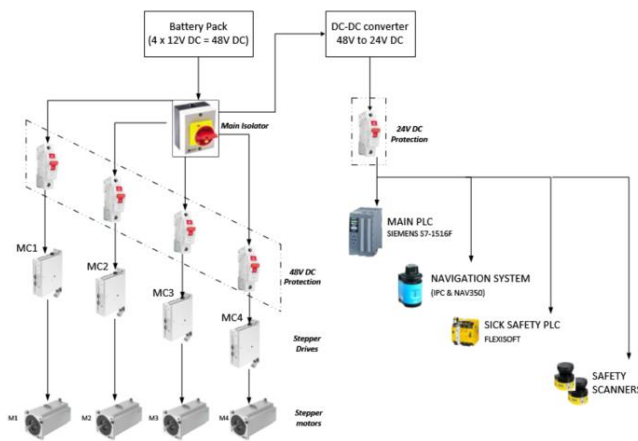 Battery Pack
(4 x 12V DC = 48V DC)
DC-DC converter
48V to 24V DC
Main Isolator
24V DC
Protection
MAIN PLC
SIEMENS S7-1516F
MC1
MC2
MC3
MC4
48V DC
Protection
NAVIGATION SYSTEM
(IPC & NAV350)
SICK SAFETY PLC
FLEXISOFT
Stepper
Drives
SAFETY
SCANNERS
M1
M2
M3
M4
Stepper
motors